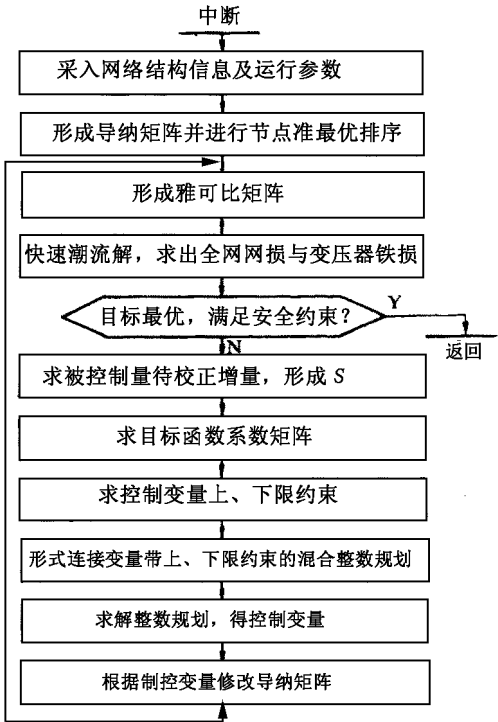 中断
采入网络结构信息及运行参数
形成导纳矩阵并进行节点准最优排序
形成雅可比矩阵
快速潮流解，求出全网网损与变压器铁损
目标最优，满足安全约束？
Y
返回
N
求被控制量待校正增量，形成 S
求目标函数系数矩阵
求控制变量上、下限约束
形式连接变量带上、下限约束的混合整数规划
求解整数规划，得控制变量
根据制控变量修改导纳矩阵